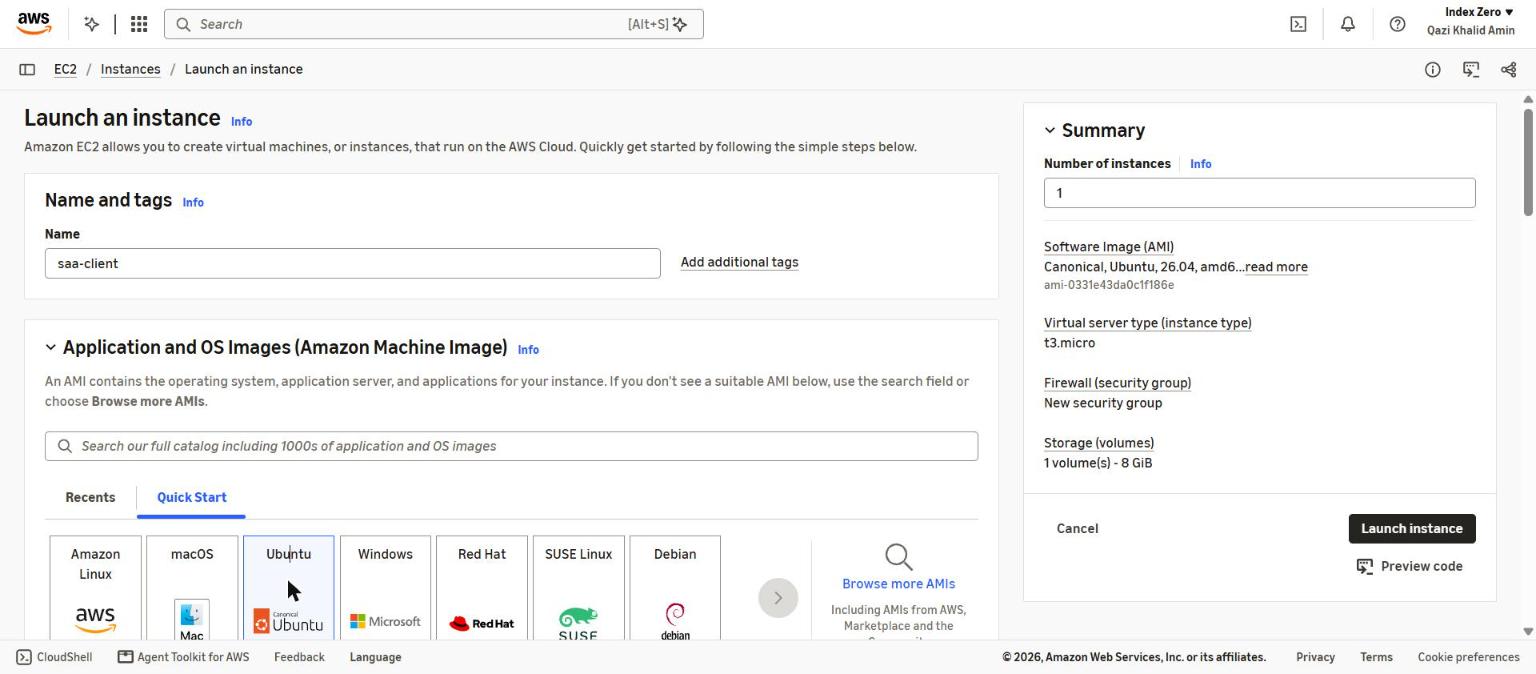 aws
Search [Alt+S]
Index Zero ▼
Qazi Khalid Amin
EC2 / Instances / Launch an instance
Launch an instance Info
Amazon EC2 allows you to create virtual machines, or instances, that run on the AWS Cloud. Quickly get started by following the simple steps below.
Name and tags Info
Name
saa-client
Add additional tags
Application and OS Images (Amazon Machine Image) Info
An AMI contains the operating system, application server, and applications for your instance. If you don't see a suitable AMI below, use the search field or
choose Browse more AMIs.
Search our full catalog including 1000s of application and OS images
Recents
Quick Start
Amazon
Linux
aws
macOS
Mac
Ubuntu
Canonical
Ubuntu
Windows
Microsoft
Red Hat
Red Hat
SUSE Linux
SUSE
Debian
debian
Browse more AMIs
Including AMIs from AWS,
Marketplace and the
Summary
Number of instances Info
1
Software Image (AMI)
Canonical, Ubuntu, 26.04, amd6...read more
ami-0331e43da0c1f186e
Virtual server type (instance type)
t3.micro
Firewall (security group)
New security group
Storage (volumes)
1 volume(s) - 8 GiB
Cancel
Launch instance
Preview code
CloudShell
Agent Toolkit for AWS
Feedback
Language
© 2026, Amazon Web Services, Inc. or its affiliates.
Privacy
Terms
Cookie preferences